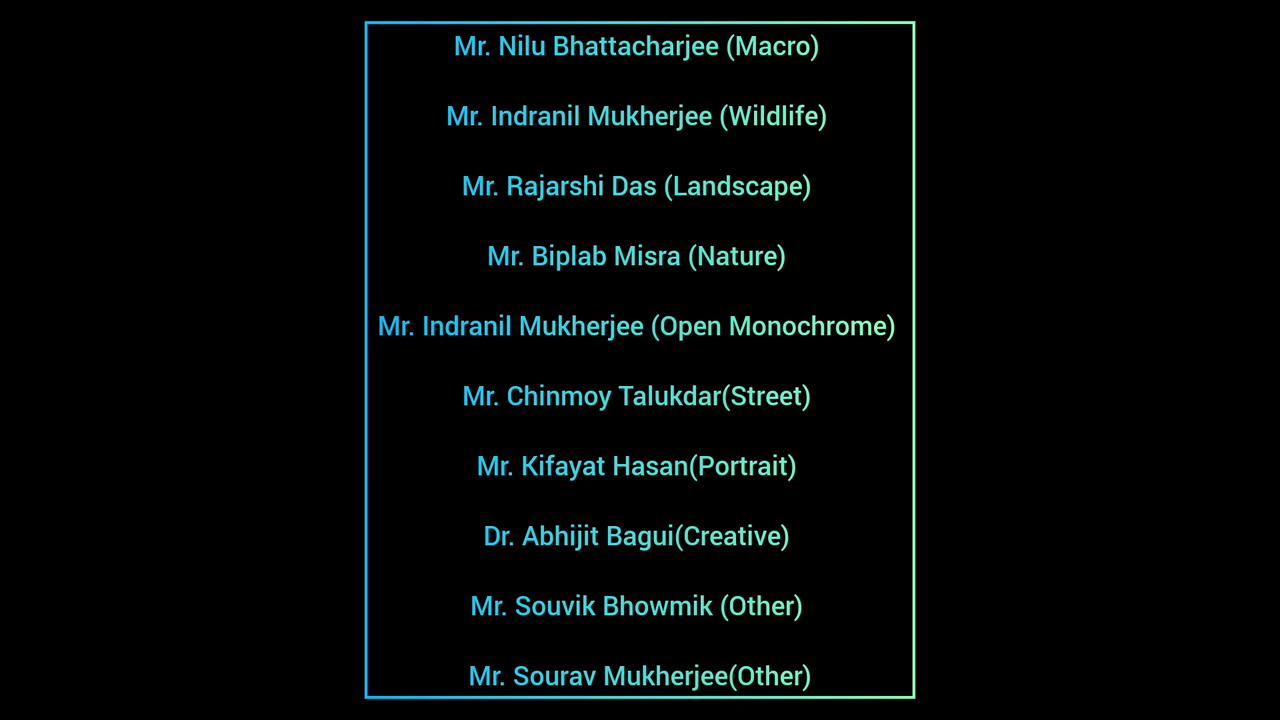 Mr. Nilu Bhattacharjee (Macro)
Mr. Indranil Mukherjee (Wildlife)
Mr. Rajarshi Das (Landscape)
Mr. Biplab Misra (Nature)
Mr. Indranil Mukherjee (Open Monochrome)
Mr. Chinmoy Talukdar(Street)
Mr. Kifayat Hasan(Portrait)
Dr. Abhijit Bagui(Creative)
Mr. Souvik Bhowmik (Other)
Mr. Sourav Mukherjee(Other)